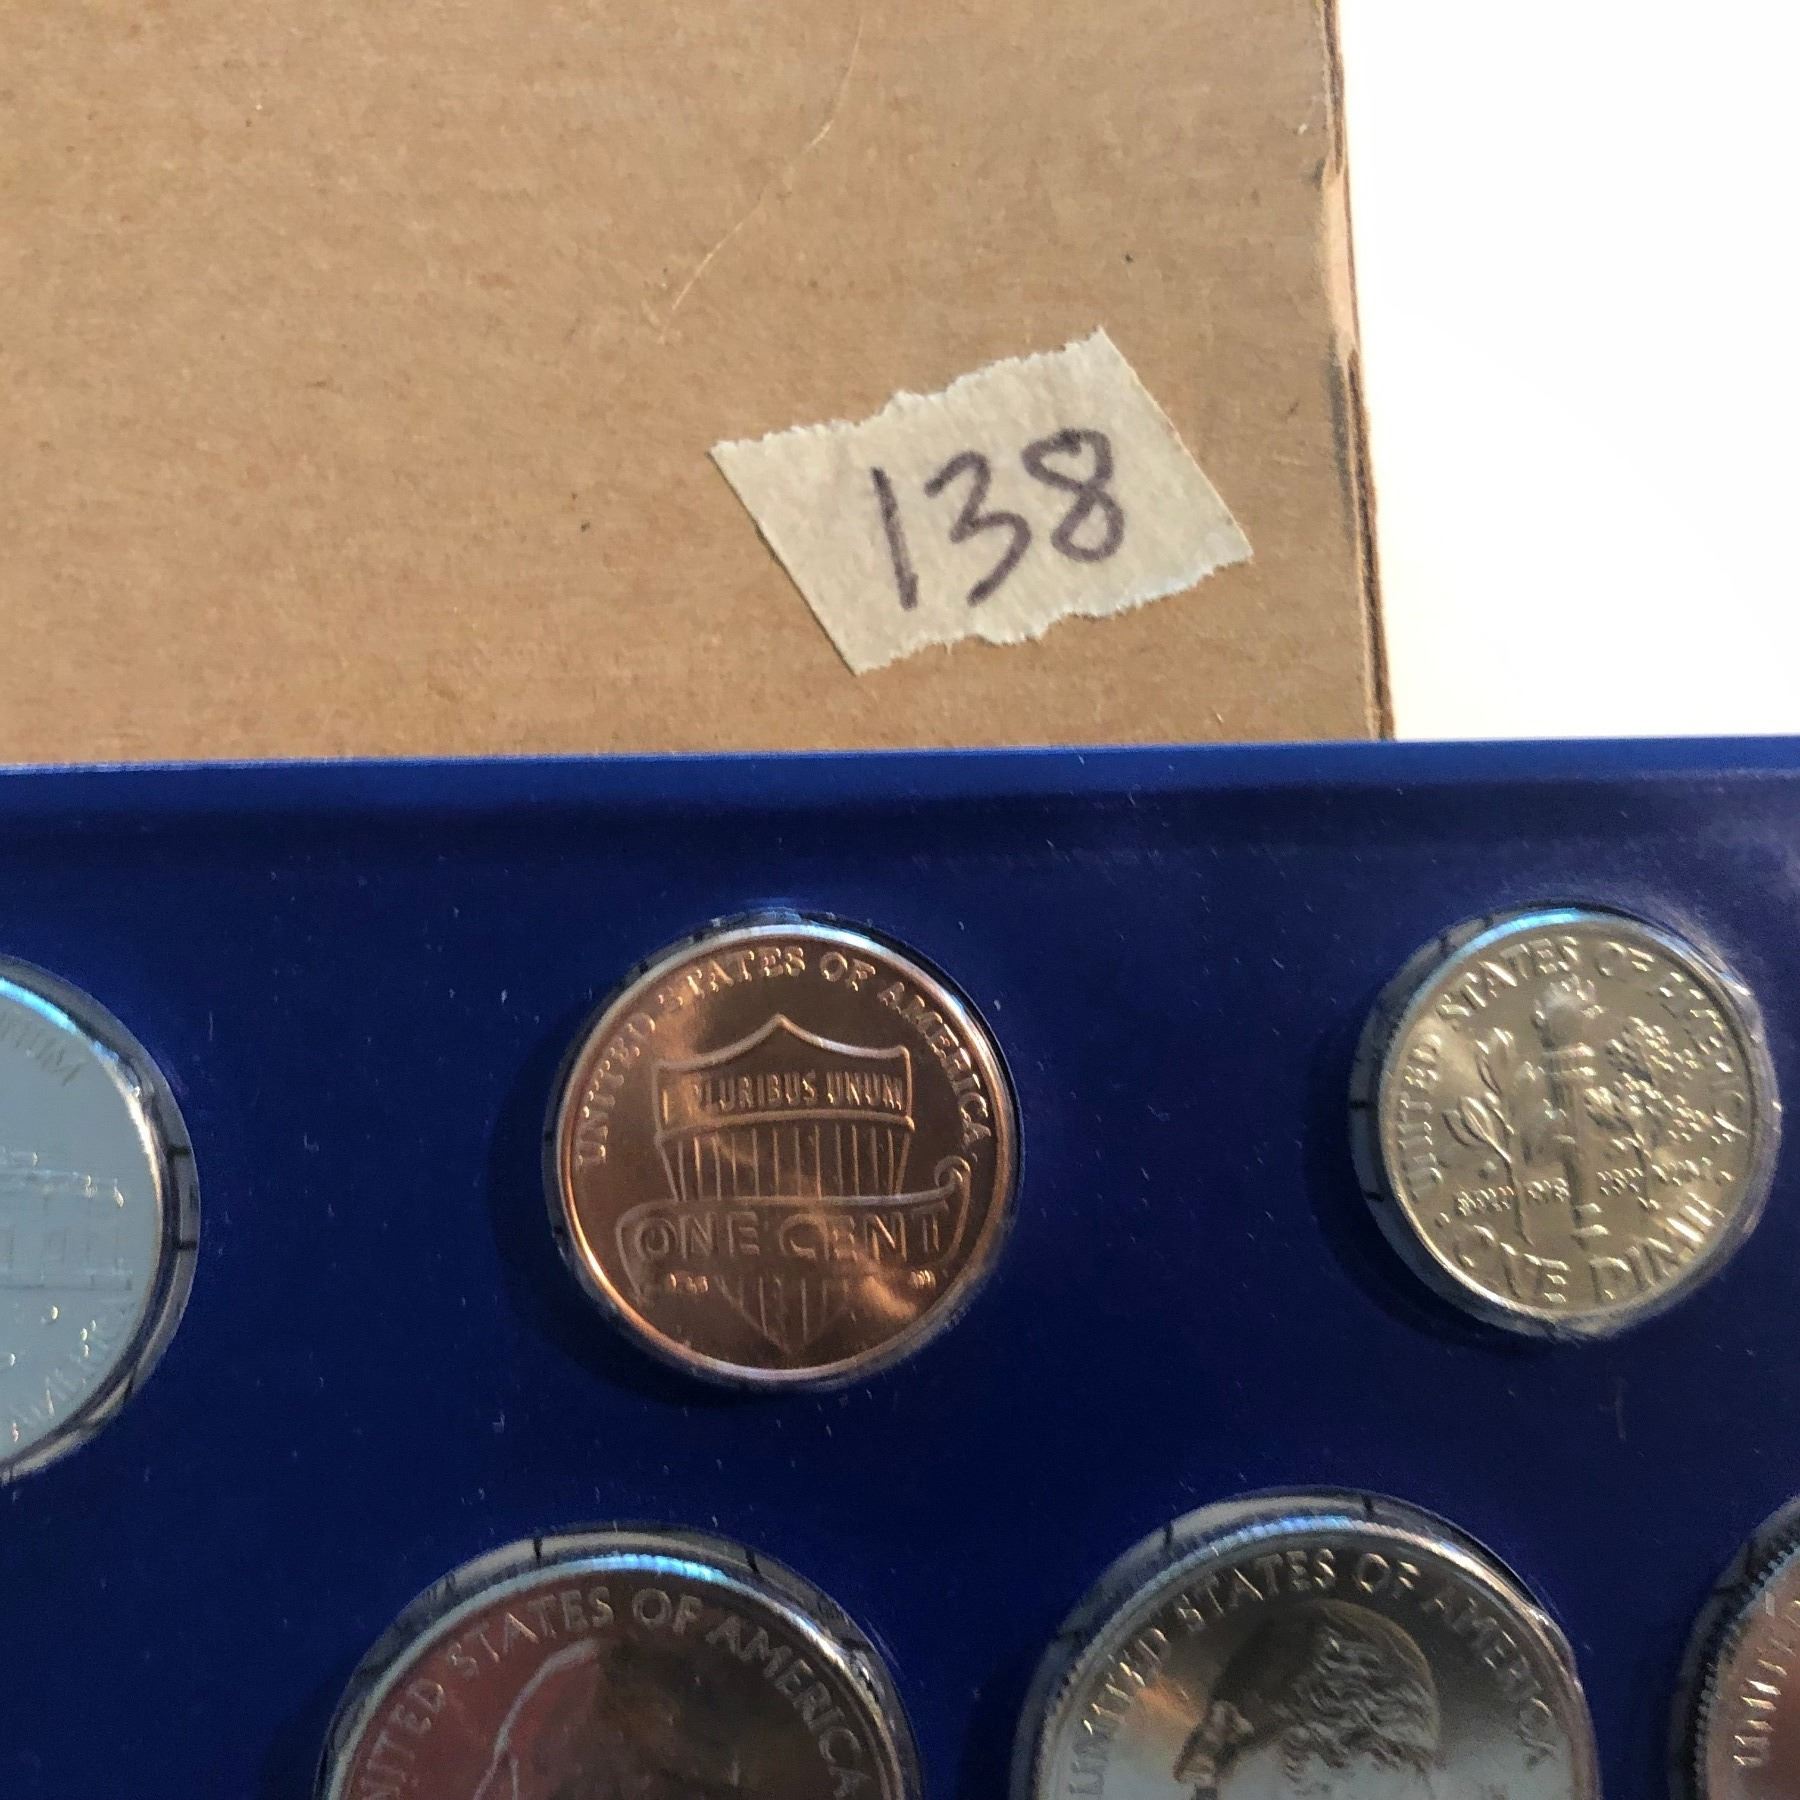 138
UNITED STATES OF AMERICA
PLURIBUS UNUM
ONE CENT
UNITED STATES OF AMERICA
ONE DIME
UNITED STATES OF AMERICA
UNITED STATES OF AMERICA